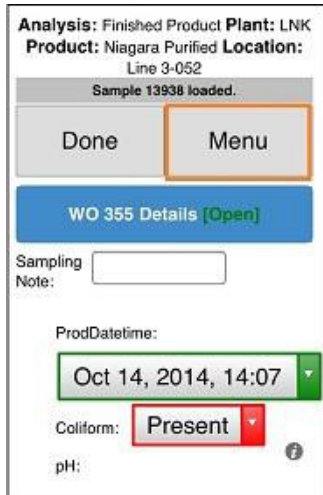 Analysis: Finished Product Plant: LNK
Product: Niagara Purified Location:
Line 3-052
Sample 13938 loaded.
Done Menu
WO 355 Details [Open]
Sampling
Note:
ProdDatetime:
Oct 14, 2014, 14:07
Coliform: Present
pH: